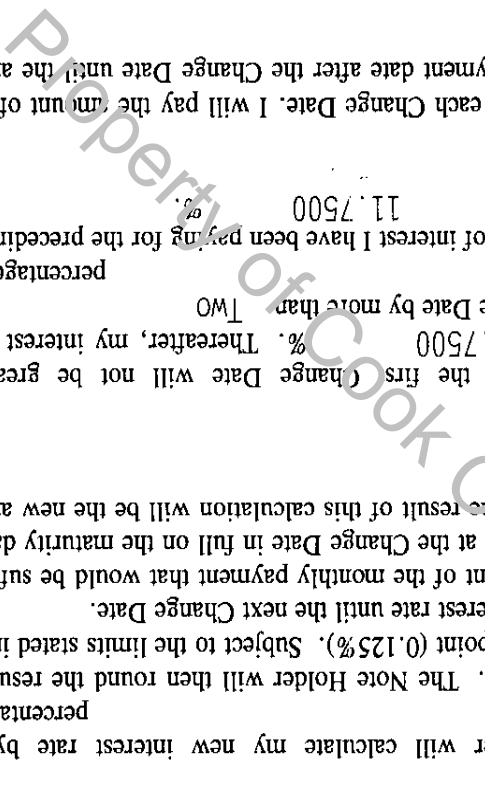 er will calculate my new interest rate by
percenta
. The Note Holder will then round the resu
point (0.125%). Subject to the limits stated i
erest rate until the next Change Date.
nt of the monthly payment that would be suf
at the Change Date in full on the maturity da
result of this calculation will be the new a
the Change Date will not be grea
.7500 %. Thereafter, my interest
e Date by more than TWO
percentage
of interest I have been paying for the precedin
11.7500 %.
each Change Date. I will pay the amount of
payment date after the Change Date until the a
Property of Cook C